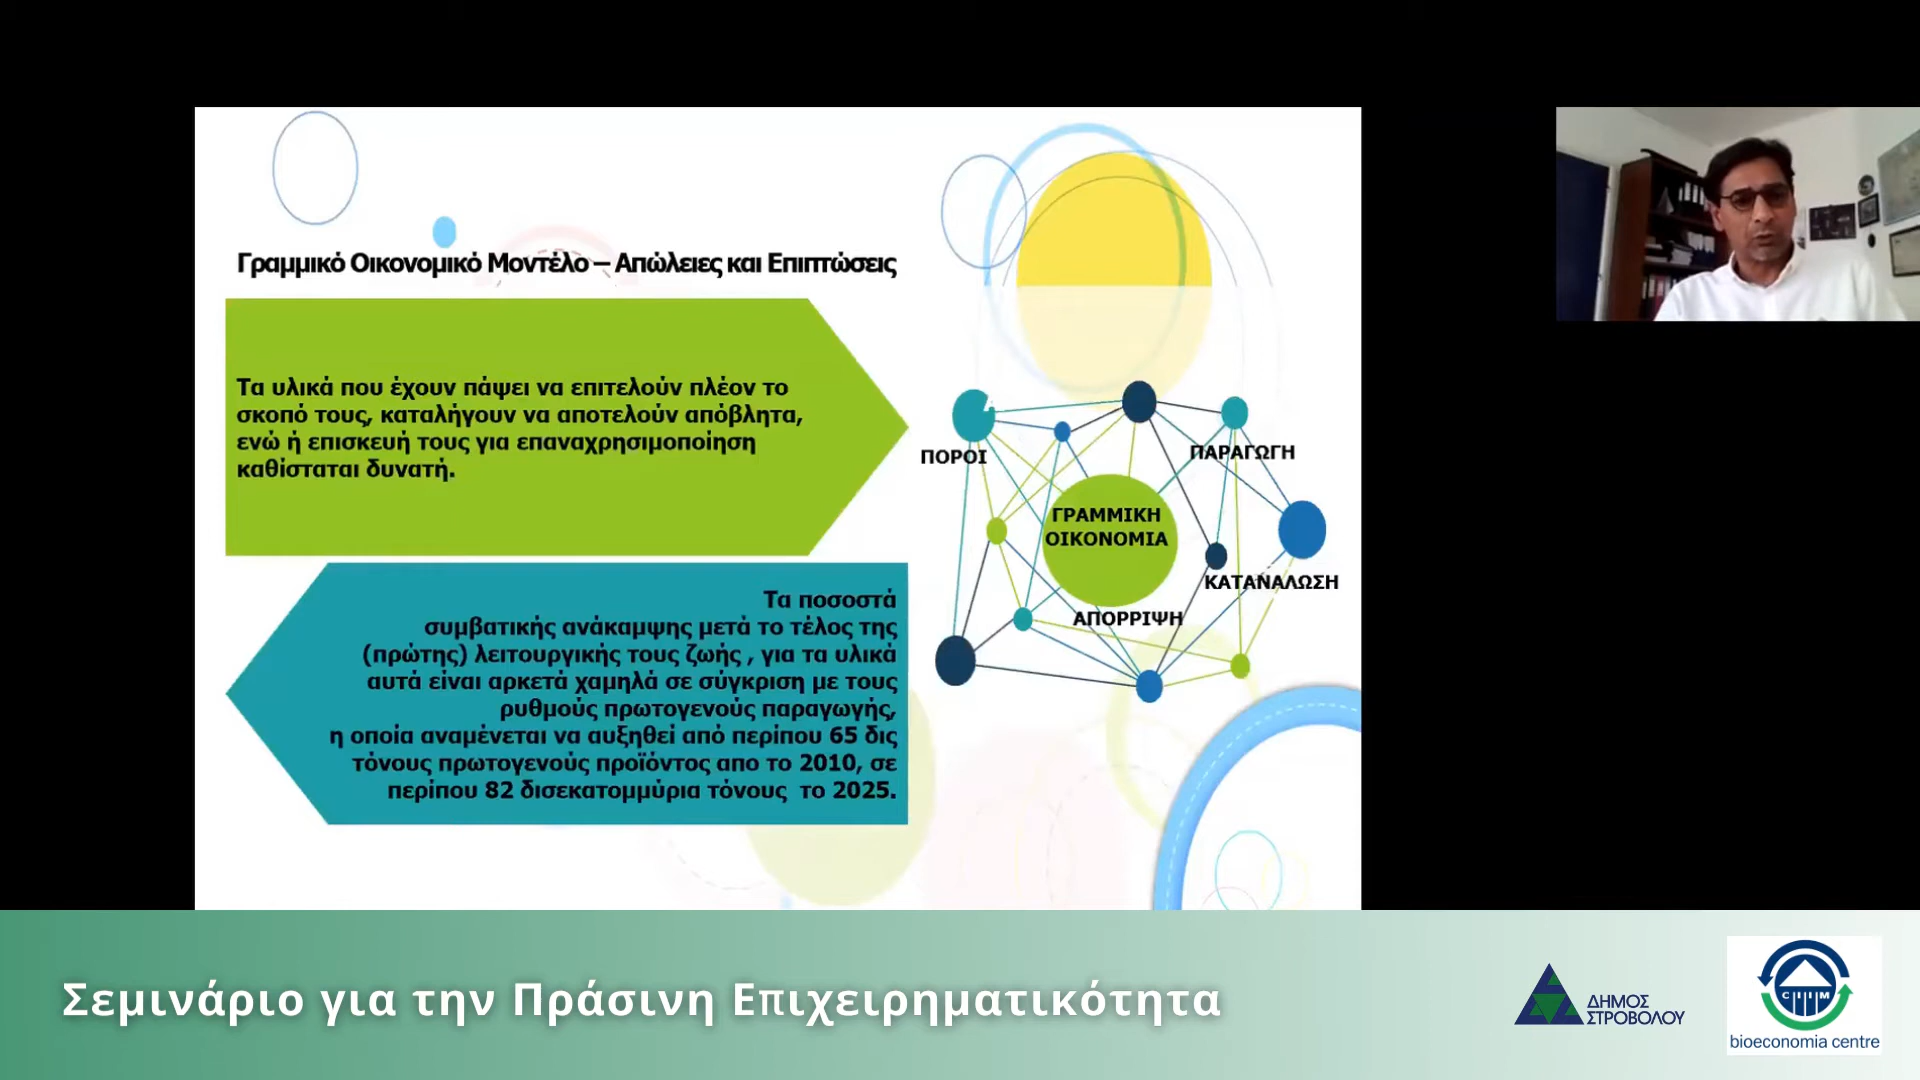 Γραμμικό Οικονομικό Μοντέλο – Απώλειες και Επιπτώσεις
Τα υλικά που έχουν πάψει να επιτελούν πλέον το
σκοπό τους, καταλήγουν να αποτελούν απόβλητα,
ενώ ή επισκευή τους για επαναχρησιμοποίηση
καθίσταται δυνατή.
Τα ποσοστά
συμβατικής ανάκαμψης μετά το τέλος της
(πρώτης) λειτουργικής τους ζωής , για τα υλικά
αυτά είναι αρκετά χαμηλά σε σύγκριση με τους
ρυθμούς πρωτογενούς παραγωγής,
η οποία αναμένεται να αυξηθεί από περίπου 65 δις
τόνους πρωτογενούς προϊόντος απο το 2010, σε
περίπου 82 δισεκατομμύρια τόνους το 2025.
ΠΟΡΟΙ
ΠΑΡΑΓΩΓΗ
ΓΡΑΜΜΙΚΗ
ΟΙΚΟΝΟΜΙΑ
ΚΑΤΑΝΑΛΩΣΗ
ΑΠΟΡΡΙΨΗ
Σεμινάριο για την Πράσινη Επιχειρηματικότητα
ΔΗΜΟΣ
ΣΤΡΟΒΟΛΟΥ
CIIM
bioeconomia centre